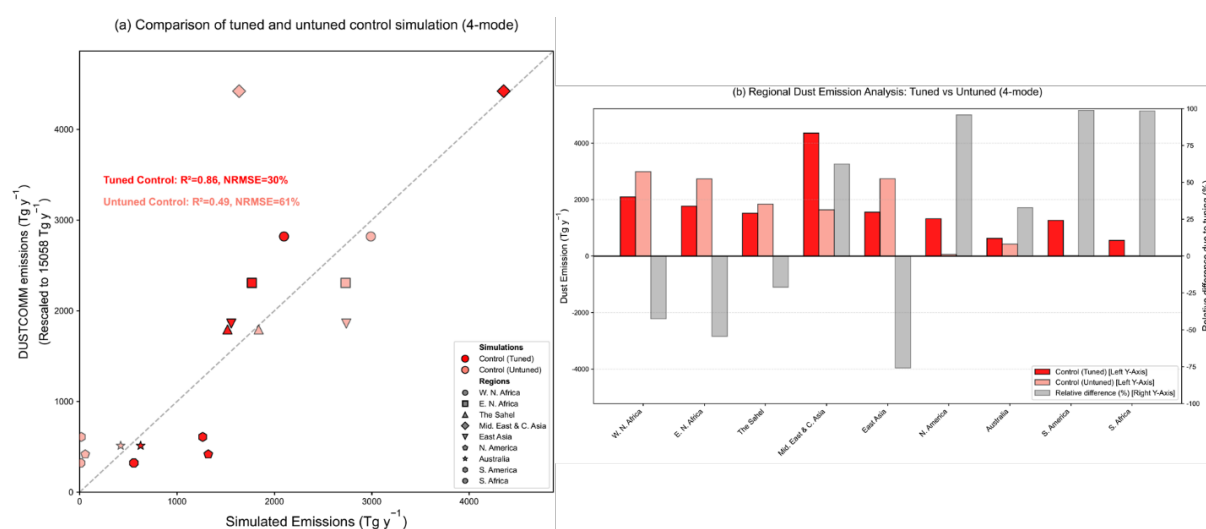 (a) Comparison of tuned and untuned control simulation (4-mode)
DUSTCOMM emissions (Tg y⁻¹)
(Rescaled to 15058 Tg y⁻¹)
4000
3000
2000
1000
0
Tuned Control: R²=0.86, NRMSE=30%
Untuned Control: R²=0.49, NRMSE=61%
Simulations
Control (Tuned)
Control (Untuned)
Regions
W. N. Africa
E. N. Africa
The Sahel
Mid. East & C. Asia
East Asia
N. America
Australia
S. America
S. Africa
0 1000 2000 3000 4000
Simulated Emissions (Tg y⁻¹)
(b) Regional Dust Emission Analysis: Tuned vs Untuned (4-mode)
Dust Emission (Tg y⁻¹)
4000
2000
0
-2000
-4000
100
75
50
25
0
-25
-50
-75
-100
Relative difference due to tuning (%)
Control (Tuned) [Left Y-Axis]
Control (Untuned) [Left Y-Axis]
Relative difference (%) [Right Y-Axis]
W. N. Africa
E. N. Africa
The Sahel
Mid. East & C. Asia
East Asia
N. America
Australia
S. America
S. Africa